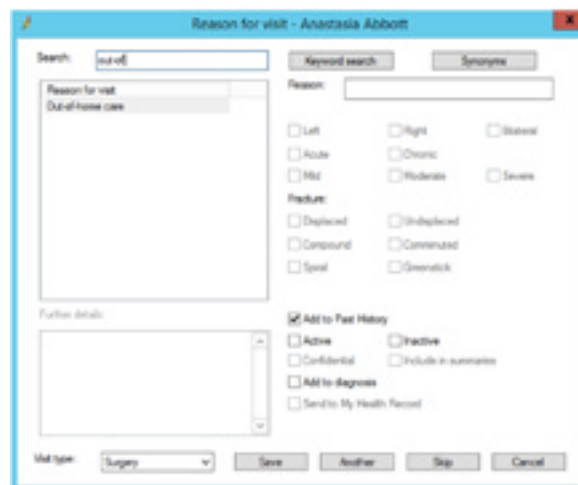 Reason for visit - Anastasia Abbott
x
Search: out-of
Keyword search Synonyms
Reason for visit
Out-of-home care
Reason:
Left Right Bilateral
Acute Chronic
Mild Moderate Severe
Fracture:
Displaced Undisplaced
Compound Comminuted
Spiral Greenstick
Further details:
Add to Past History
Active Inactive
Confidential Include in summaries
Add to diagnosis
Send to My Health Record
Visit type: Surgery
Save Another Skip Cancel